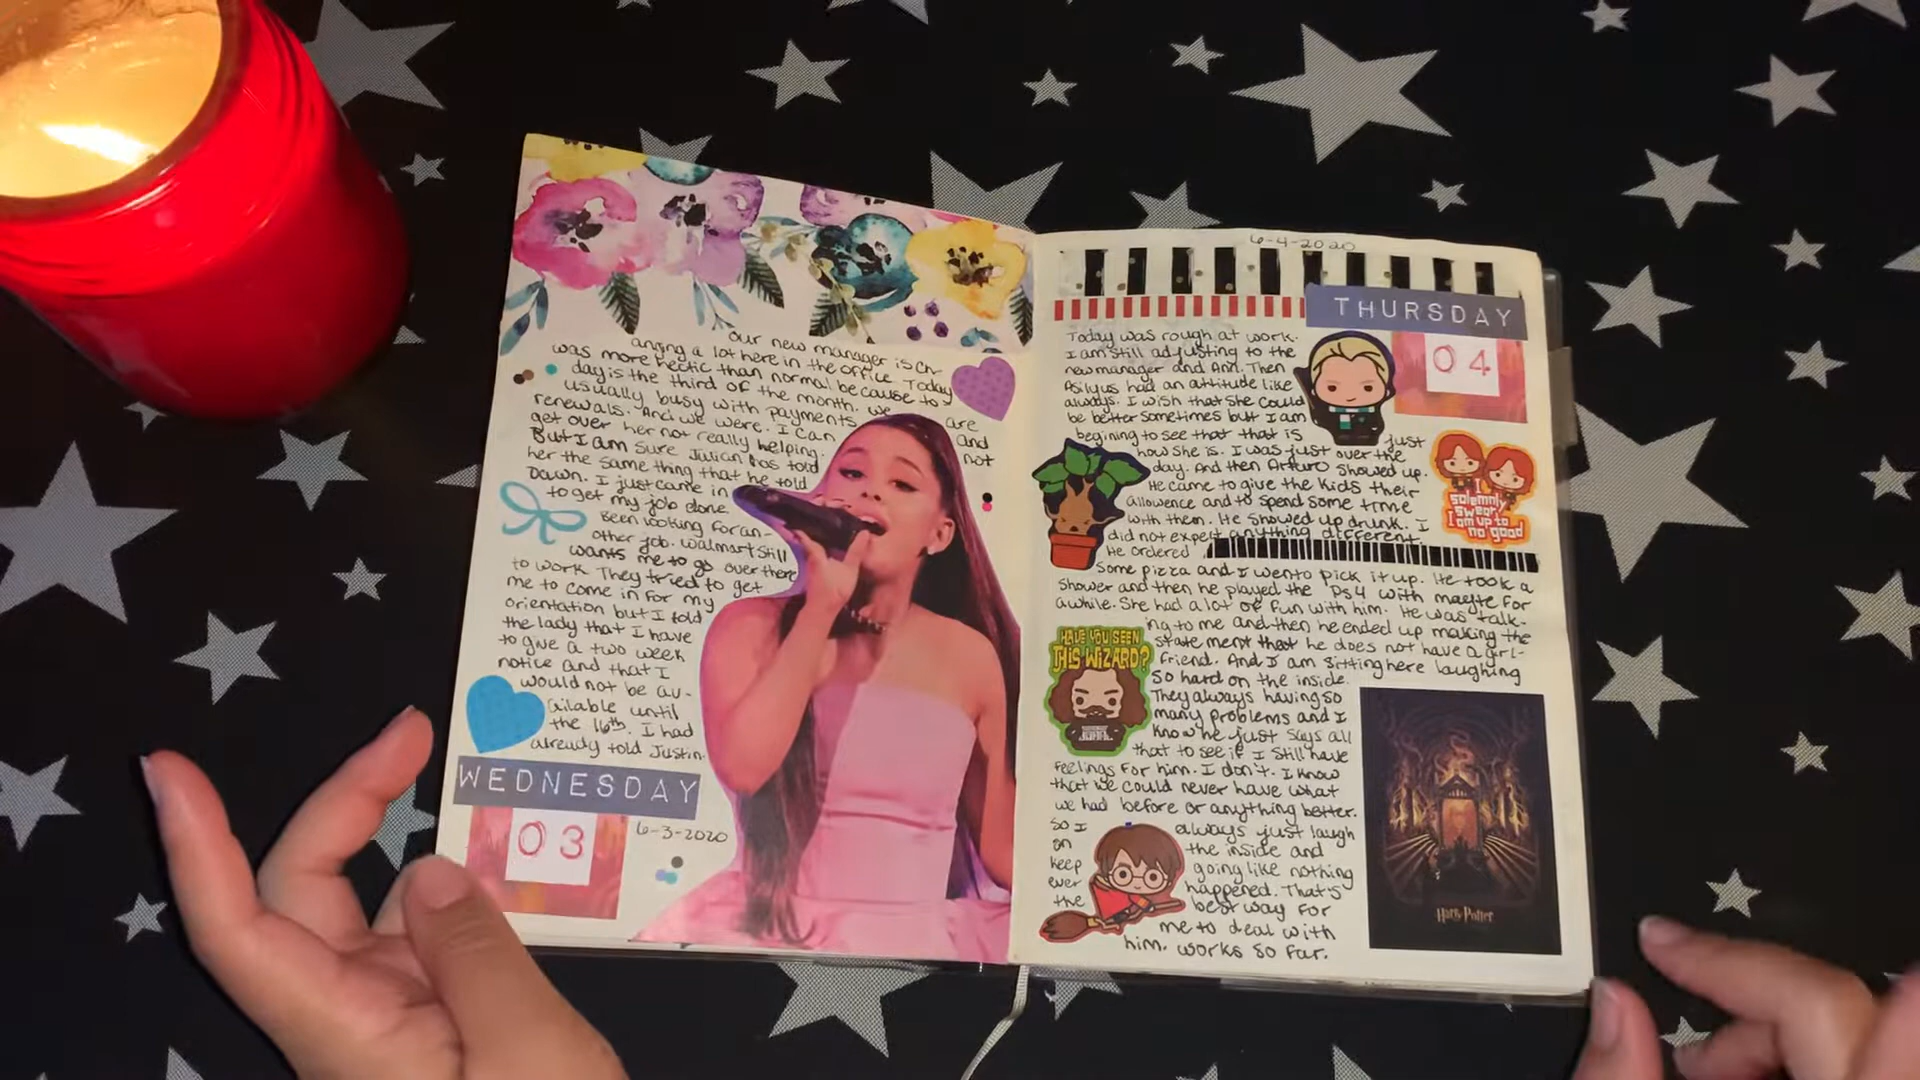 Our new manager is ch-
anging a lot here in the office. Today
was more hectic than normal because to
day is the third of the month. We are
usually busy with payments and
renewals. And we were. I can not
get over her not really helping.
But I am sure Julian has told
her the same thing that he told
Dawn. I just came in
to get my job done.
Been looking for an-
other job. Walmart still
wants me to go over there
to work They tried to get
me to come in for my
orientation but I told
the lady that I have
to give a two week
notice and that I
would not be av-
ailable until
the 16th. I had
already told Justin.
WEDNESDAY
03
6-3-2020
6-4-2020
THURSDAY
04
Today was rough at work.
I am still adjusting to the
new manager and Ann. Then
Asilyus had an attitude like
always. I wish that she could
be better sometimes but I am
begining to see that that is just
how she is. I was just over the
day. And then Arturo showed up.
He came to give the kids their
allowence and to spend some time
with them. He showed up drunk. I
did not expect anything different.
He ordered
Some pizza and I wento pick it up. He took a
shower and then he played the PS4 with mayte for
awhile. She had a lot of fun with him. He was talk-
ing to me and then he ended up making the
statement that he does not have a girl-
friend. And I am sitting here laughing
so hard on the inside.
They always having so
many problems and I
know he just says all
that to see if I still have
feelings for him. I don't. I know
that we could never have what
we had before or anything better.
So I always just laugh
on the inside and
keep going like nothing
ever happened. That's
the best way for
me to deal with
him. works so far.
I
solemnly
swear
I am up to
no good
HAVE YOU SEEN
THIS WIZARD?
Harry Potter